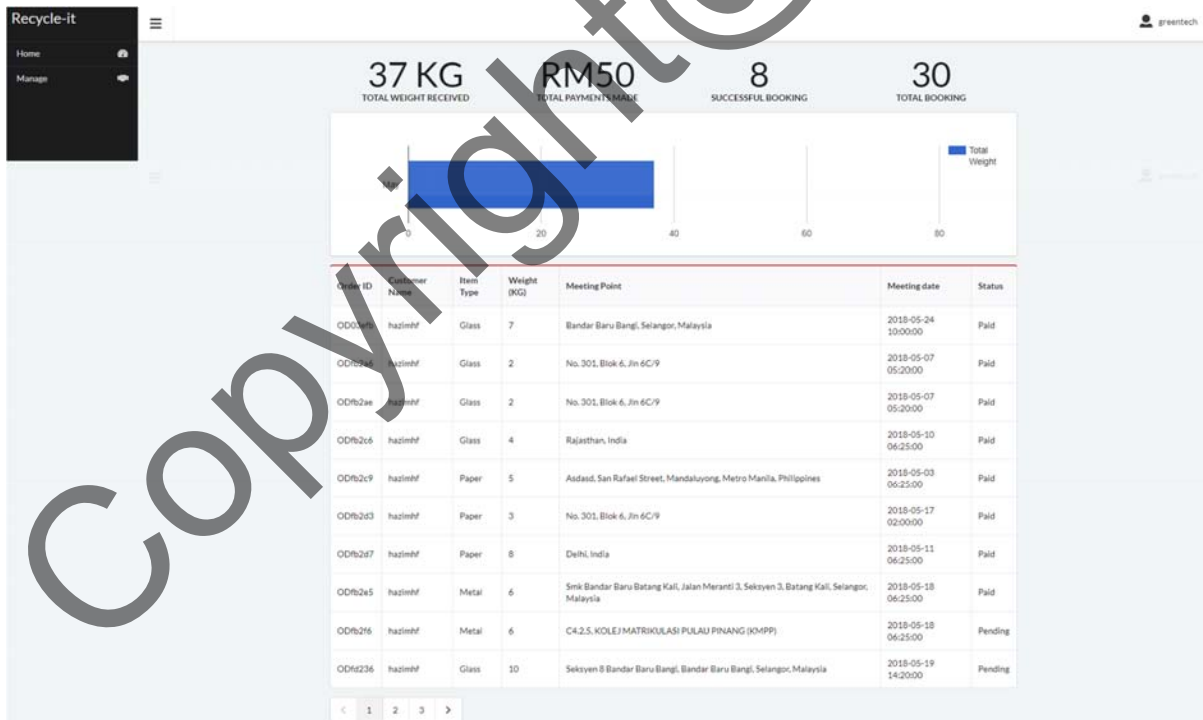 Recycle-it
greentech
Home
Manage
37 KG
TOTAL WEIGHT RECEIVED
RM50
TOTAL PAYMENTS MADE
8
SUCCESSFUL BOOKING
30
TOTAL BOOKING
Total
Weight
May
0 20 40 60 80
Order ID Customer Name Item Type Weight (KG) Meeting Point Meeting date Status
hazimhf Glass 7 Bandar Baru Bangi, Selangor, Malaysia 2018-05-24 10:00:00 Paid
ODfb2a6 hazimhf Glass 2 No. 301, Blok 6, Jln 6C/9 2018-05-07 05:20:00 Paid
ODfb2ae hazimhf Glass 2 No. 301, Blok 6, Jln 6C/9 2018-05-07 05:20:00 Paid
ODfb2c6 hazimhf Glass 4 Rajasthan, India 2018-05-10 06:25:00 Paid
ODfb2c9 hazimhf Paper 5 Asdasd, San Rafael Street, Mandaluyong, Metro Manila, Philippines 2018-05-03 06:25:00 Paid
ODfb2d3 hazimhf Paper 3 No. 301, Blok 6, Jln 6C/9 2018-05-17 02:00:00 Paid
ODfb2d7 hazimhf Paper 8 Delhi, India 2018-05-11 06:25:00 Paid
ODfb2e5 hazimhf Metal 6 Smk Bandar Baru Batang Kali, Jalan Meranti 3, Seksyen 3, Batang Kali, Selangor, Malaysia 2018-05-18 06:25:00 Paid
ODfb2f6 hazimhf Metal 6 C4.2.5, KOLEJ MATRIKULASI PULAU PINANG (KMPP) 2018-05-18 06:25:00 Pending
ODfd236 hazimhf Glass 10 Seksyen 8 Bandar Baru Bangi, Bandar Baru Bangi, Selangor, Malaysia 2018-05-19 14:20:00 Pending
< 1 2 3 >
Copyright@